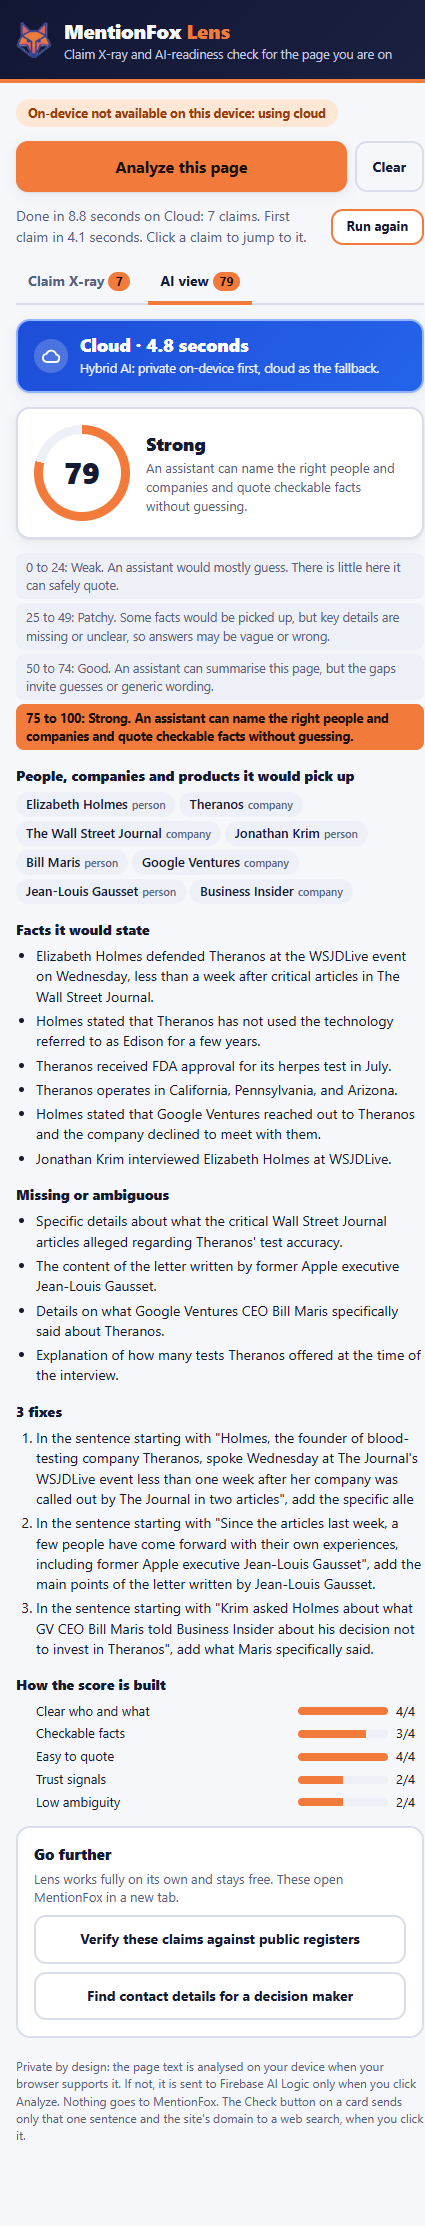 MentionFox Lens
Claim X-ray and AI-readiness check for the page you are on
On-device not available on this device: using cloud
Analyze this page
Clear
Done in 8.8 seconds on Cloud: 7 claims. First
claim in 4.1 seconds. Click a claim to jump to it.
Run again
Claim X-ray 7
AI view 79
Cloud · 4.8 seconds
Hybrid AI: private on-device first, cloud as the fallback.
79
Strong
An assistant can name the right people and
companies and quote checkable facts
without guessing.
0 to 24: Weak. An assistant would mostly guess. There is little here it
can safely quote.
25 to 49: Patchy. Some facts would be picked up, but key details are
missing or unclear, so answers may be vague or wrong.
50 to 74: Good. An assistant can summarise this page, but the gaps
invite guesses or generic wording.
75 to 100: Strong. An assistant can name the right people and
companies and quote checkable facts without guessing.
People, companies and products it would pick up
Elizabeth Holmes person
Theranos company
The Wall Street Journal company
Jonathan Krim person
Bill Maris person
Google Ventures company
Jean-Louis Gausset person
Business Insider company
Facts it would state
• Elizabeth Holmes defended Theranos at the WSJDLive event
on Wednesday, less than a week after critical articles in The
Wall Street Journal.
• Holmes stated that Theranos has not used the technology
referred to as Edison for a few years.
• Theranos received FDA approval for its herpes test in July.
• Theranos operates in California, Pennsylvania, and Arizona.
• Holmes stated that Google Ventures reached out to Theranos
and the company declined to meet with them.
• Jonathan Krim interviewed Elizabeth Holmes at WSJDLive.
Missing or ambiguous
• Specific details about what the critical Wall Street Journal
articles alleged regarding Theranos' test accuracy.
• The content of the letter written by former Apple executive
Jean-Louis Gausset.
• Details on what Google Ventures CEO Bill Maris specifically
said about Theranos.
• Explanation of how many tests Theranos offered at the time of
the interview.
3 fixes
1. In the sentence starting with "Holmes, the founder of blood-
testing company Theranos, spoke Wednesday at The Journal's
WSJDLive event less than one week after her company was
called out by The Journal in two articles", add the specific alle
2. In the sentence starting with "Since the articles last week, a
few people have come forward with their own experiences,
including former Apple executive Jean-Louis Gausset", add the
main points of the letter written by Jean-Louis Gausset.
3. In the sentence starting with "Krim asked Holmes about what
GV CEO Bill Maris told Business Insider about his decision not
to invest in Theranos", add what Maris specifically said.
How the score is built
Clear who and what 4/4
Checkable facts 3/4
Easy to quote 4/4
Trust signals 2/4
Low ambiguity 2/4
Go further
Lens works fully on its own and stays free. These open
MentionFox in a new tab.
Verify these claims against public registers
Find contact details for a decision maker
Private by design: the page text is analysed on your device when your
browser supports it. If not, it is sent to Firebase AI Logic only when you click
Analyze. Nothing goes to MentionFox. The Check button on a card sends
only that one sentence and the site's domain to a web search, when you click
it.